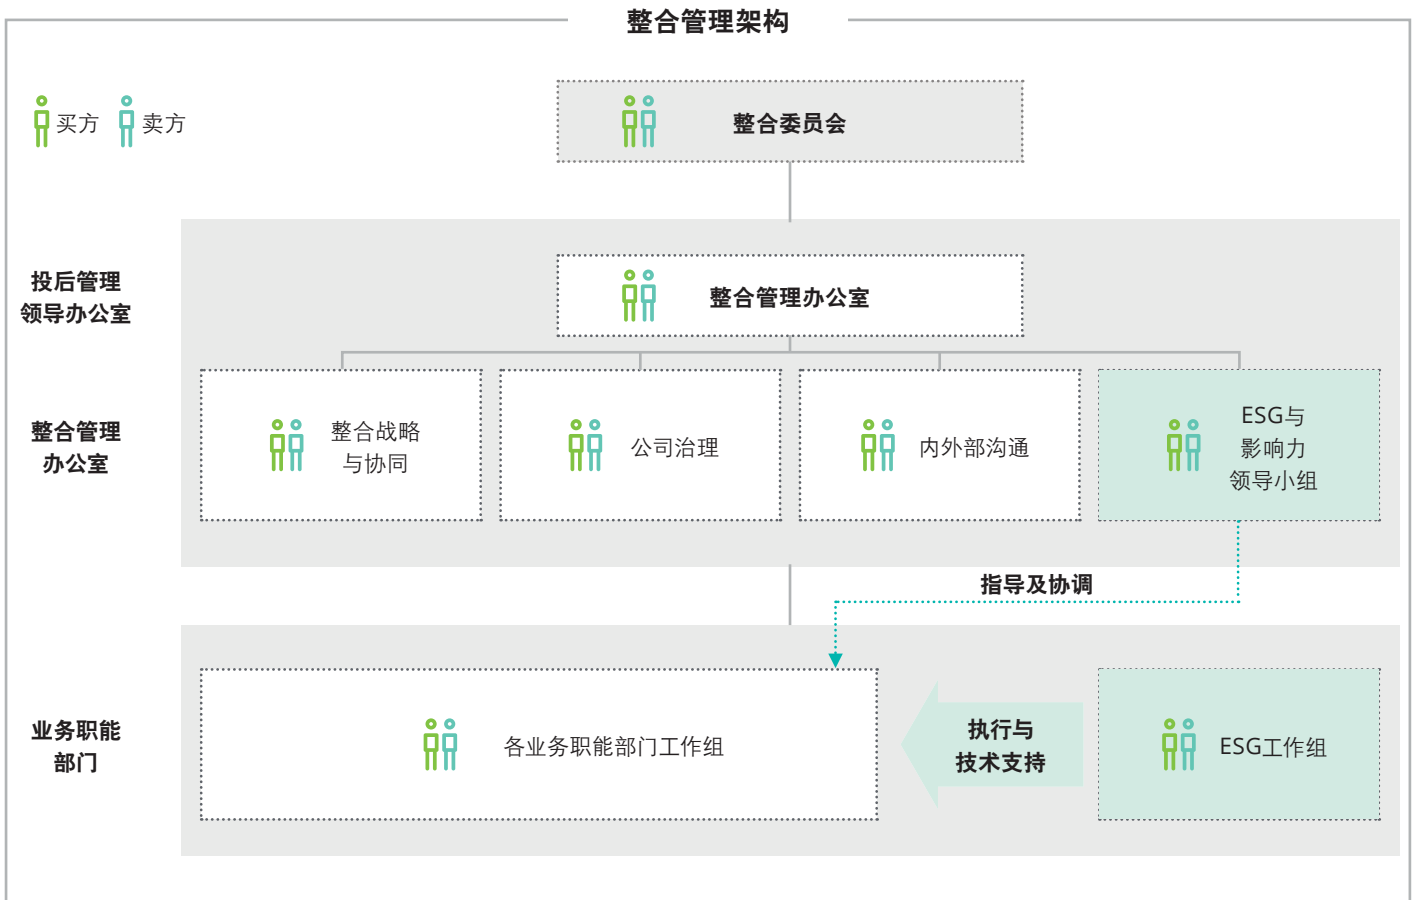 整合管理架构
买方
卖方
整合委员会
投后管理
领导办公室
整合管理办公室
整合管理
办公室
整合战略
与协同
公司治理
内外部沟通
ESG与
影响力
领导小组
指导及协调
业务职能
部门
各业务职能部门工作组
执行与
技术支持
ESG工作组